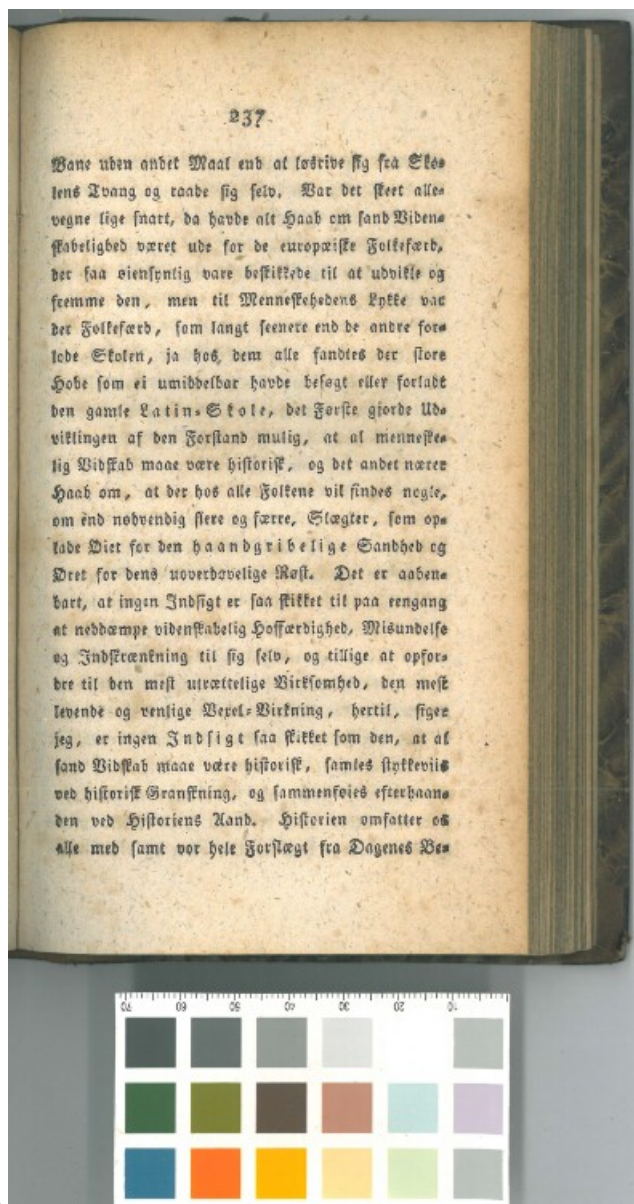 237
Vane uden andet Maal end at løsrive sig fra Sko-
lens Tvang og raade sig selv. Var det skeet alle-
vegne lige snart, da havde alt Haab om sand Viden-
skabelighed været ude for de europæiske Folkefærd,
der saa øiensynlig vare beskikkede til at udvikle og
fremme den, men til Menneskehedens Lykke var
der Folkefærd, som langt seenere end de andre for-
lode Skolen, ja hos dem alle fandtes der store
Hobe som ei umiddelbar havde besøgt eller forladt
den gamle Latin-Skole, det Første gjorde Ud-
viklingen af den Forstand mulig, at al menneske-
lig Vidskab maae være historisk, og det andet nærer
Haab om, at der hos alle Folkene vil findes nogle,
om end nødvendig flere og færre, Slægter, som op-
lade Øiet for den haandgribelige Sandhed og
Øret for dens uoverdøvelige Røst. Det er aaben-
bart, at ingen Indsigt er saa skikket til paa eengang
at neddæmpe videnskabelig Hoffærdighed, Misundelse
og Indskrænkning til sig selv, og tillige at opfor-
dre til den mest utrættelige Virksomhed, den mest
levende og venlige Vexel-Virkning, hertil, siger
jeg, er ingen Indsigt saa skikket som den, at al
sand Vidskab maae være historisk, samles stykkeviis
ved historisk Granskning, og sammenføies efterhaan-
den ved Historiens Aand. Historien omfatter os
alle med samt vor hele Forslægt fra Dagenes Be-
70 60 50 40 30 20 10